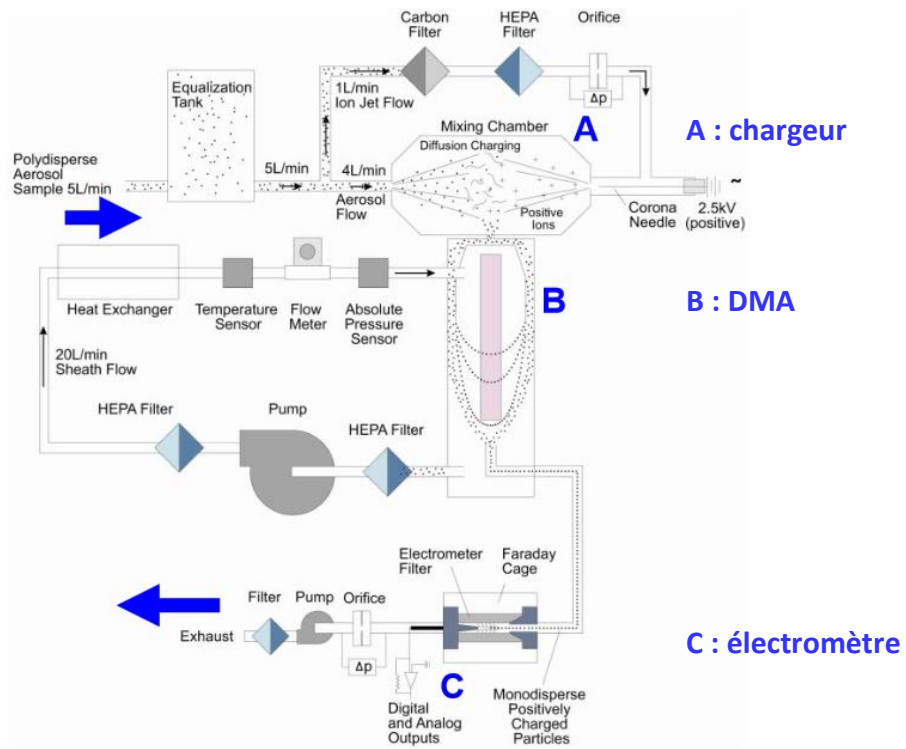 Carbon
Filter
HEPA
Filter
Orifice
Equalization
Tank
1L/min
Ion Jet Flow
Δp
A
A : chargeur
Mixing Chamber
Diffusion Charging
Polydisperse
Aerosol
Sample 5L/min
5L/min
4L/min
Aerosol
Flow
Positive
Ions
Corona
Needle
~
2.5kV
(positive)
Heat Exchanger
Temperature
Sensor
Flow
Meter
Absolute
Pressure
Sensor
B
B : DMA
20L/min
Sheath Flow
HEPA Filter
Pump
HEPA Filter
Electrometer
Filter
Faraday
Cage
Filter
Pump
Orifice
Exhaust
Δp
C
C : électromètre
Digital
and Analog
Outputs
Monodisperse
Positively
Charged
Particles